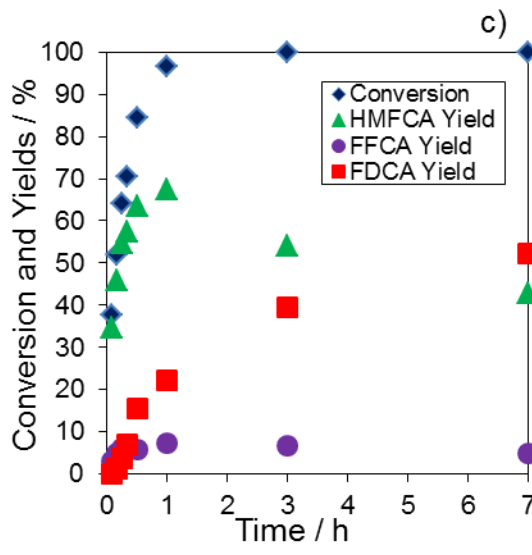 c)
Conversion and Yields / %
100
90
80
70
60
50
40
30
20
10
0
Conversion
HMFCA Yield
FFCA Yield
FDCA Yield
0 1 2 3 4 5 6 7
Time / h